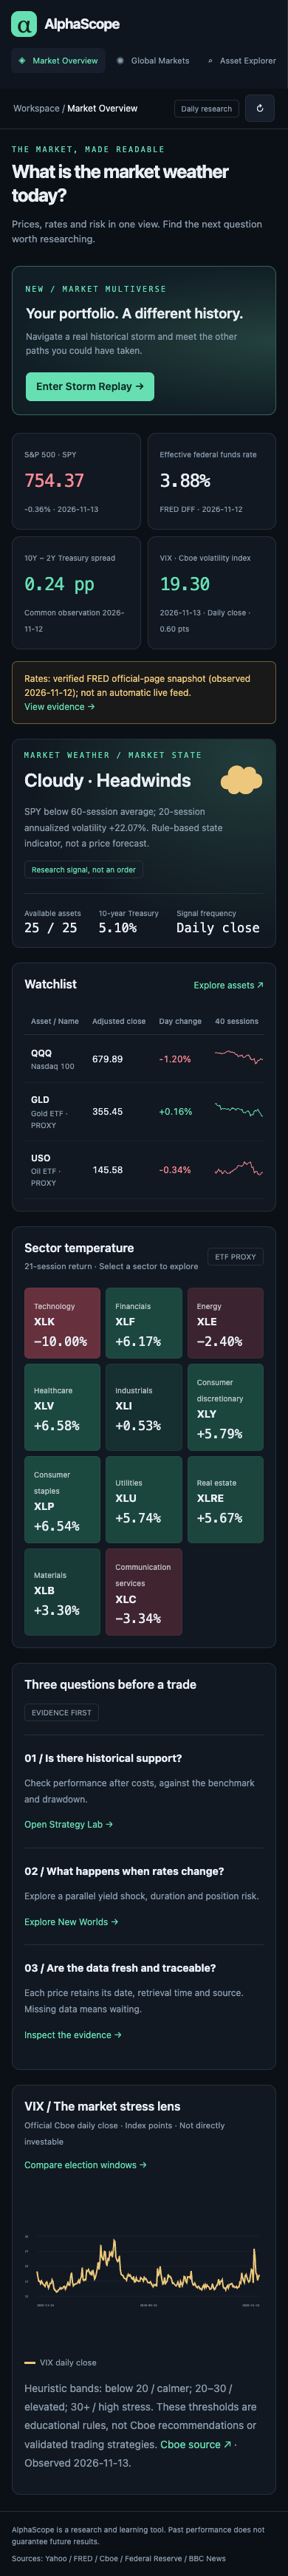 α AlphaScope
Market Overview Global Markets Asset Explorer
Workspace / Market Overview Daily research
THE MARKET, MADE READABLE
What is the market weather
today?
Prices, rates and risk in one view. Find the next question
worth researching.
NEW / MARKET MULTIVERSE
Your portfolio. A different history.
Navigate a real historical storm and meet the other
paths you could have taken.
Enter Storm Replay →
S&P 500 · SPY
754.37
-0.36% · 2026-11-13
Effective federal funds rate
3.88%
FRED DFF · 2026-11-12
10Y − 2Y Treasury spread
0.24 pp
Common observation 2026-
11-12
VIX · Cboe volatility index
19.30
2026-11-13 · Daily close ·
0.60 pts
Rates: verified FRED official-page snapshot (observed
2026-11-12); not an automatic live feed.
View evidence →
MARKET WEATHER / MARKET STATE
Cloudy · Headwinds
SPY below 60-session average; 20-session
annualized volatility +22.07%. Rule-based state
indicator, not a price forecast.
Research signal, not an order
Available assets
25 / 25
10-year Treasury
5.10%
Signal frequency
Daily close
Watchlist
Explore assets ↗
Asset / Name Adjusted close Day change 40 sessions
QQQ
Nasdaq 100
679.89 -1.20%
GLD
Gold ETF ·
PROXY
355.45 +0.16%
USO
Oil ETF ·
PROXY
145.58 -0.34%
Sector temperature
21-session return · Select a sector to explore
ETF PROXY
Technology
XLK
−10.00%
Financials
XLF
+6.17%
Energy
XLE
−2.40%
Healthcare
XLV
+6.58%
Industrials
XLI
+0.53%
Consumer
discretionary
XLY
+5.79%
Consumer
staples
XLP
+6.54%
Utilities
XLU
+5.74%
Real estate
XLRE
+5.67%
Materials
XLB
+3.30%
Communication
services
XLC
−3.34%
Three questions before a trade
EVIDENCE FIRST
01 / Is there historical support?
Check performance after costs, against the benchmark
and drawdown.
Open Strategy Lab →
02 / What happens when rates change?
Explore a parallel yield shock, duration and position risk.
Explore New Worlds →
03 / Are the data fresh and traceable?
Each price retains its date, retrieval time and source.
Missing data means waiting.
Inspect the evidence →
VIX / The market stress lens
Official Cboe daily close · Index points · Not directly
investable
Compare election windows →
VIX daily close
Heuristic bands: below 20 / calmer; 20–30 /
elevated; 30+ / high stress. These thresholds are
educational rules, not Cboe recommendations or
validated trading strategies. Cboe source ↗ ·
Observed 2026-11-13.
AlphaScope is a research and learning tool. Past performance does not
guarantee future results.
Sources: Yahoo / FRED / Cboe / Federal Reserve / BBC News